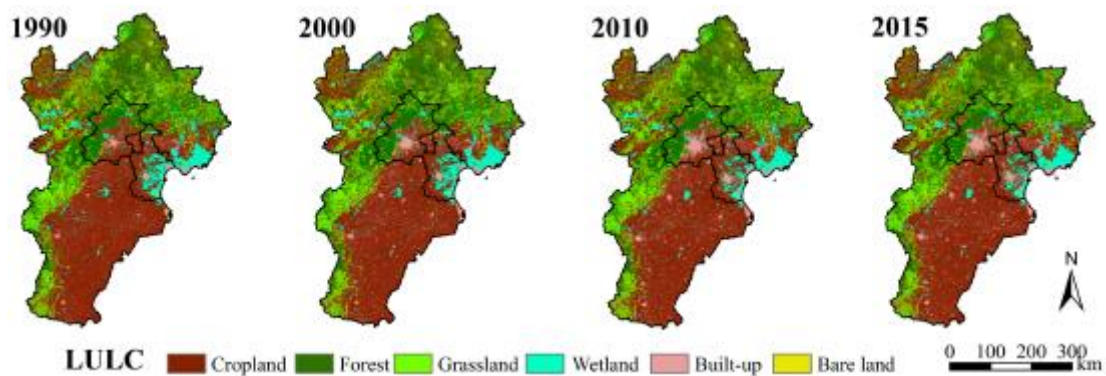 1990 2000 2010 2015
N
LULC Cropland Forest Grassland Wetland Built-up Bare land
0 100 200 300 km